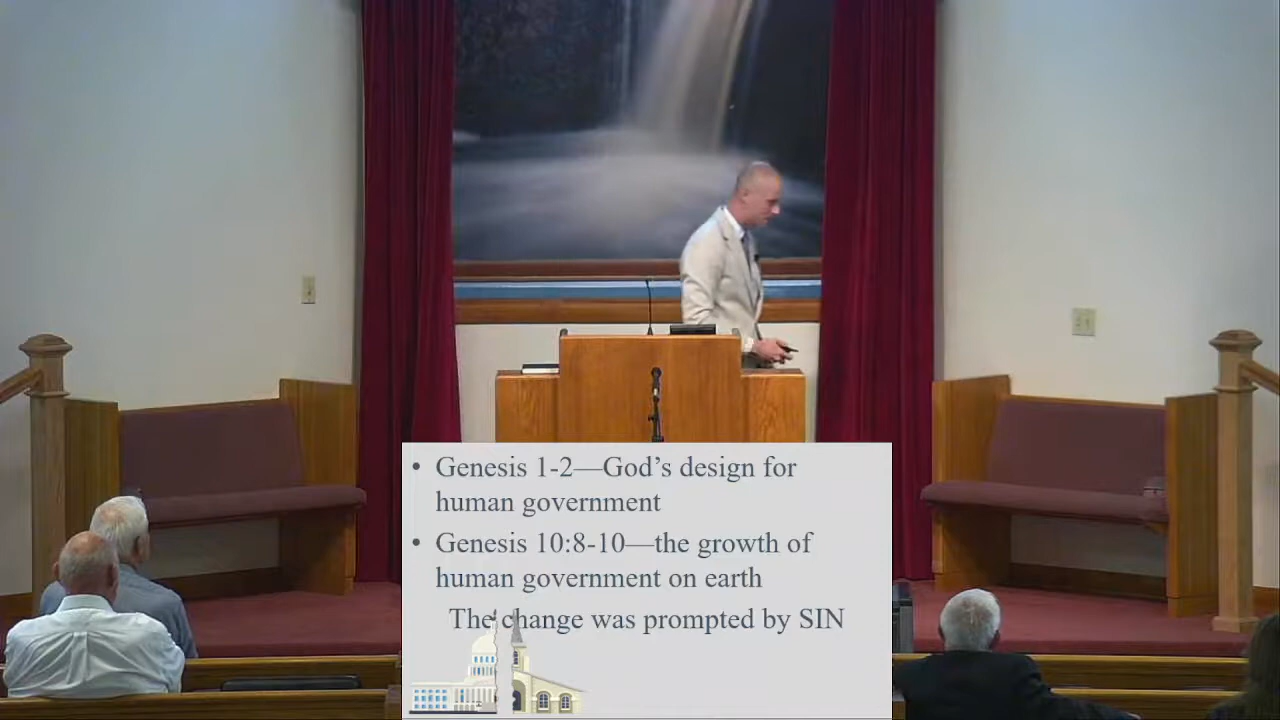 • Genesis 1-2—God’s design for
human government
• Genesis 10:8-10—the growth of
human government on earth
The change was prompted by SIN